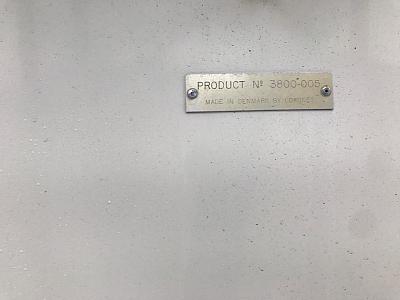 PRODUCT Nº 3800-005
MADE IN DENMARK BY